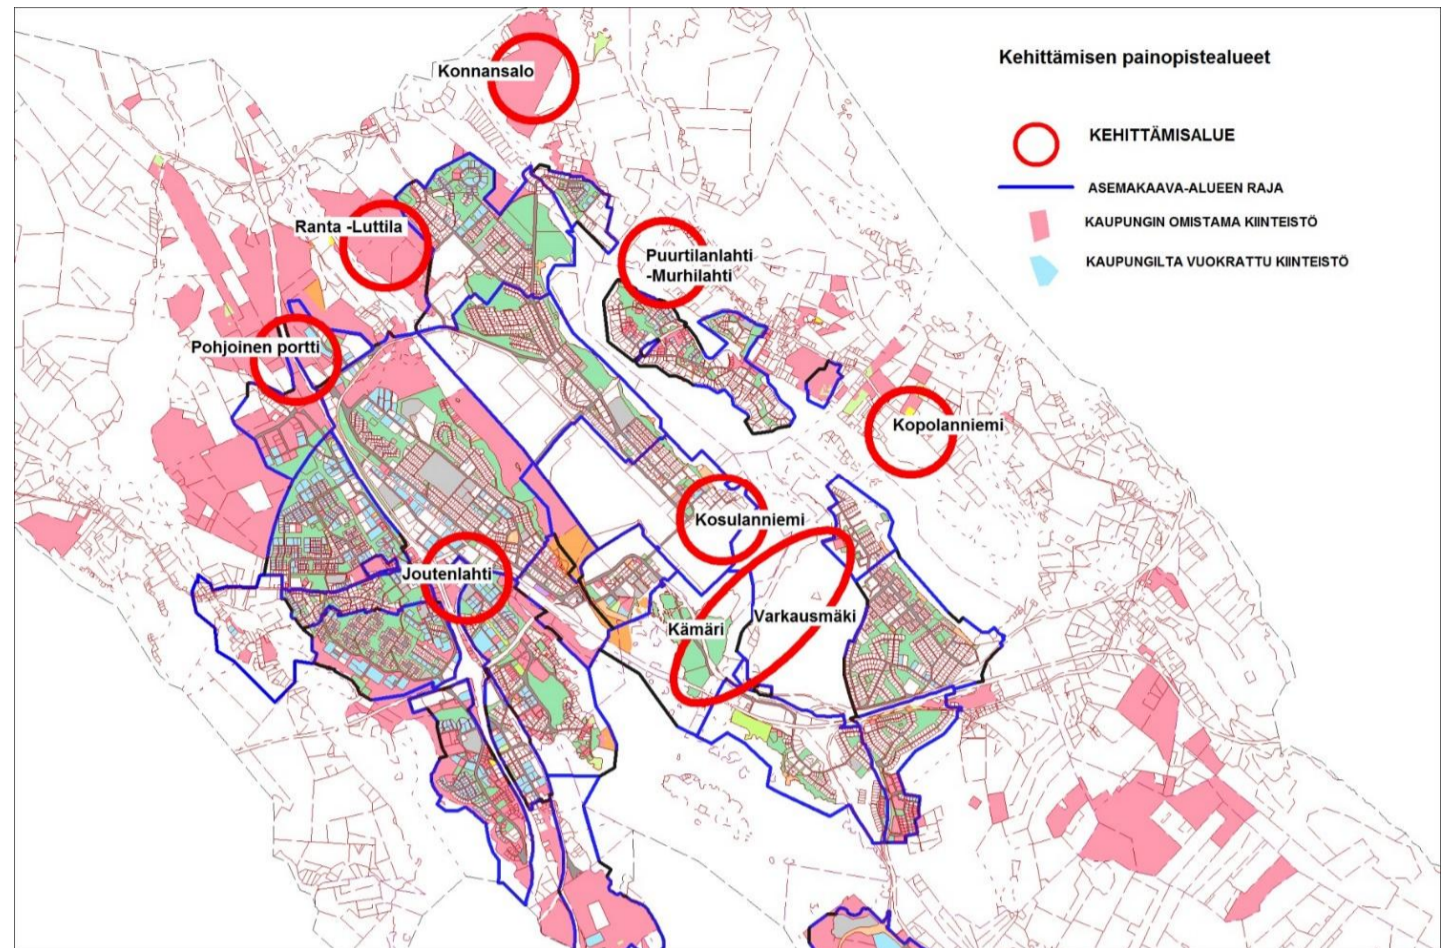 Kehittämisen painopistealueet
KEHITTÄMISALUE
ASEMAKAAVA-ALUEEN RAJA
KAUPUNGIN OMISTAMA KIINTEISTÖ
KAUPUNGILTA VUOKRATTU KIINTEISTÖ
Konnansalo
Ranta -Luttila
Puurtilanlahti
-Murhilahti
Pohjoinen portti
Kopolanniemi
Kosulanniemi
Joutenlahti
Kämäri
Varkausmäki